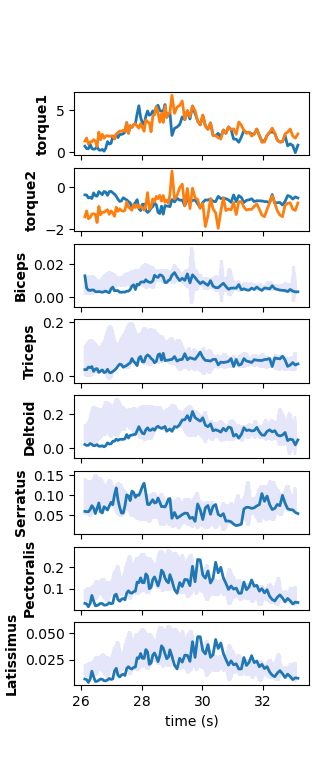 torque1
5
0
torque2
0
−2
Biceps
0.02
0.00
Triceps
0.2
0.0
Deltoid
0.2
0.0
Serratus
0.15
0.10
0.05
Pectoralis
0.2
0.1
Latissimus
0.050
0.025
26 28 30 32
time (s)